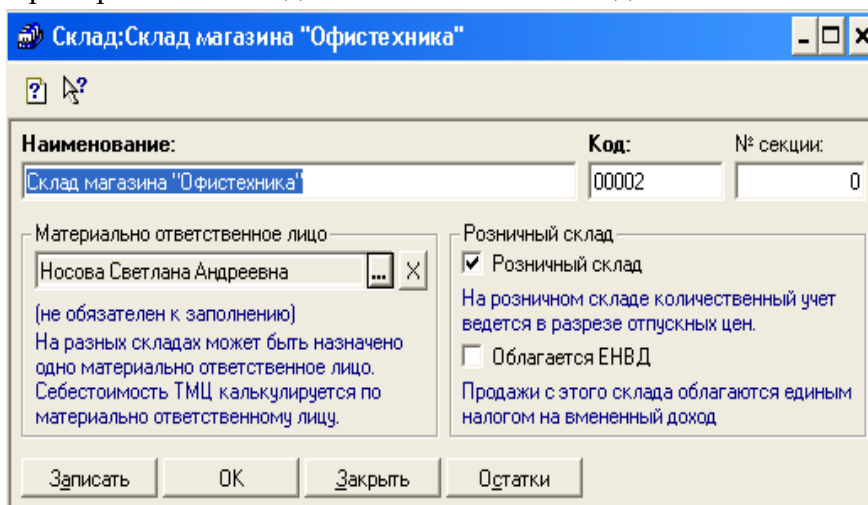 Склад:Склад магазина "Офистехника"
Наименование:
Код:
№ секции:
Склад магазина "Офистехника"
00002
0
Материально ответственное лицо
Носова Светлана Андреевна
...
X
(не обязателен к заполнению)
На разных складах может быть назначено
одно материально ответственное лицо.
Себестоимость ТМЦ калькулируется по
материально ответственному лицу.
Розничный склад
Розничный склад
На розничном складе количественный учет
ведется в разрезе отпускных цен.
Облагается ЕНВД
Продажи с этого склада облагаются единым
налогом на вмененный доход
Записать
OK
Закрыть
Остатки